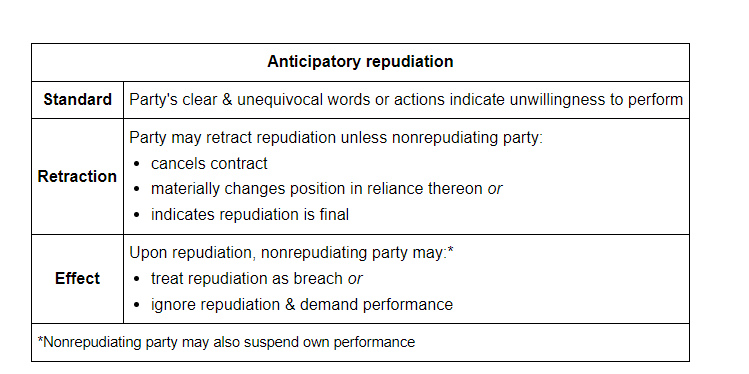 Anticipatory repudiation
Standard
Party's clear & unequivocal words or actions indicate unwillingness to perform
Retraction
Party may retract repudiation unless nonrepudiating party:
• cancels contract
• materially changes position in reliance thereon or
• indicates repudiation is final
Effect
Upon repudiation, nonrepudiating party may:*
• treat repudiation as breach or
• ignore repudiation & demand performance
*Nonrepudiating party may also suspend own performance